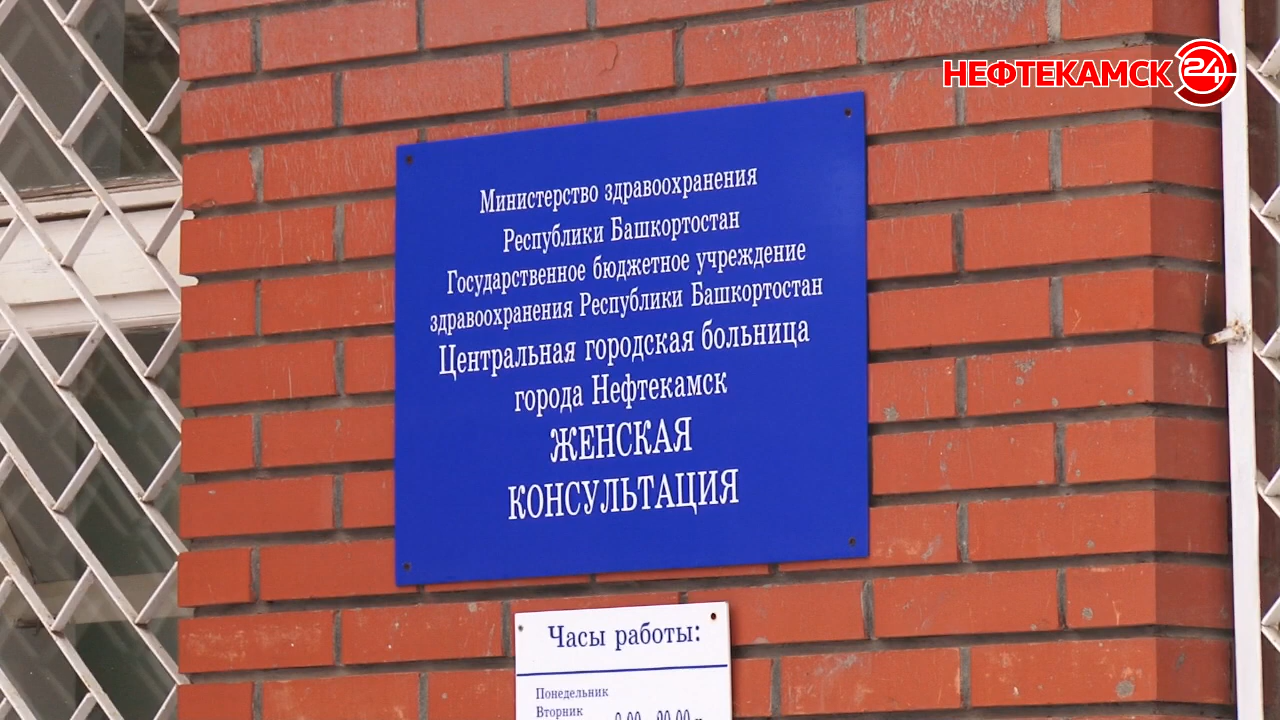 НЕФТЕКАМСК 24
Министерство здравоохранения
Республики Башкортостан
Государственное бюджетное учреждение
здравоохранения Республики Башкортостан
Центральная городская больница
города Нефтекамск
ЖЕНСКАЯ
КОНСУЛЬТАЦИЯ
Часы работы:
Понедельник
Вторник